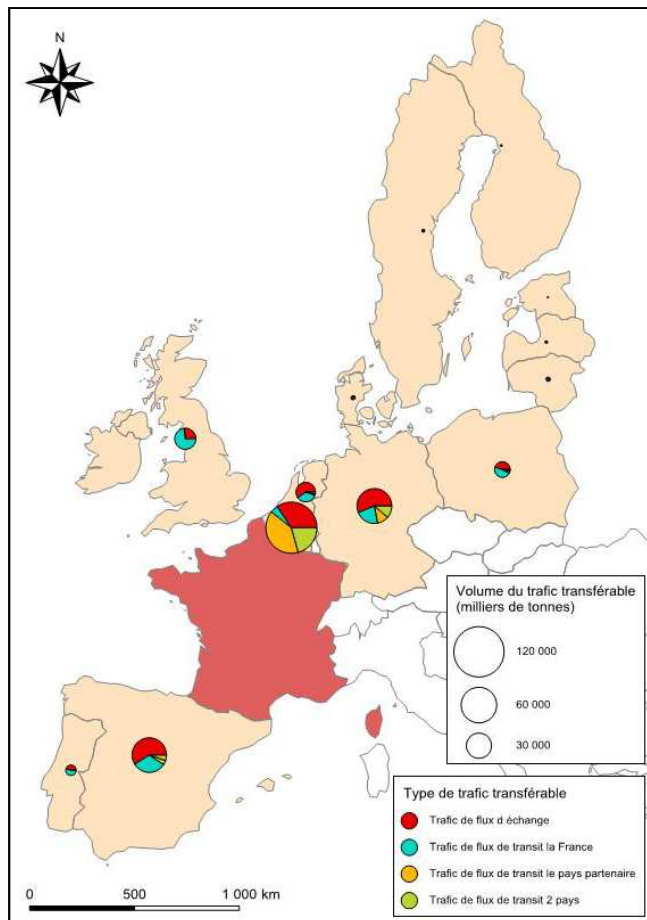 N
Volume du trafic transférable
(milliers de tonnes)
120 000
60 000
30 000
Type de trafic transférable
Trafic de flux d échange
Trafic de flux de transit la France
Trafic de flux de transit le pays partenaire
Trafic de flux de transit 2 pays
0 500 1 000 km